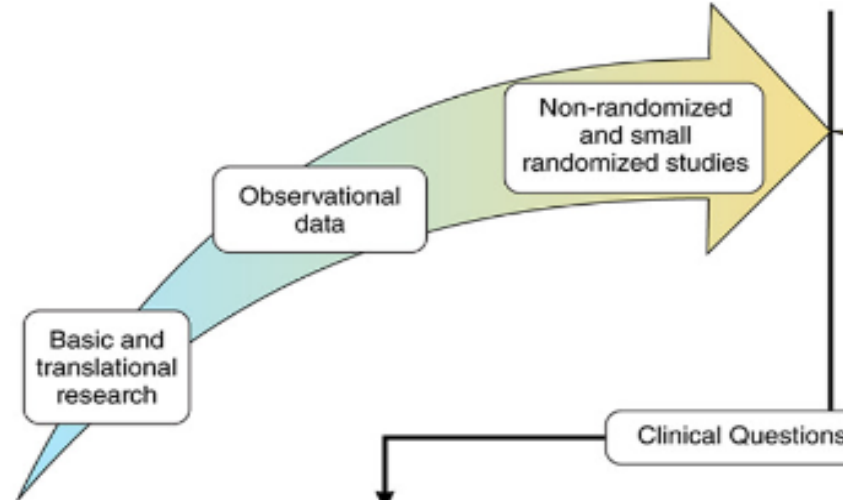 Non-randomized
and small
randomized studies
Observational
data
Basic and
translational
research
Clinical Questions